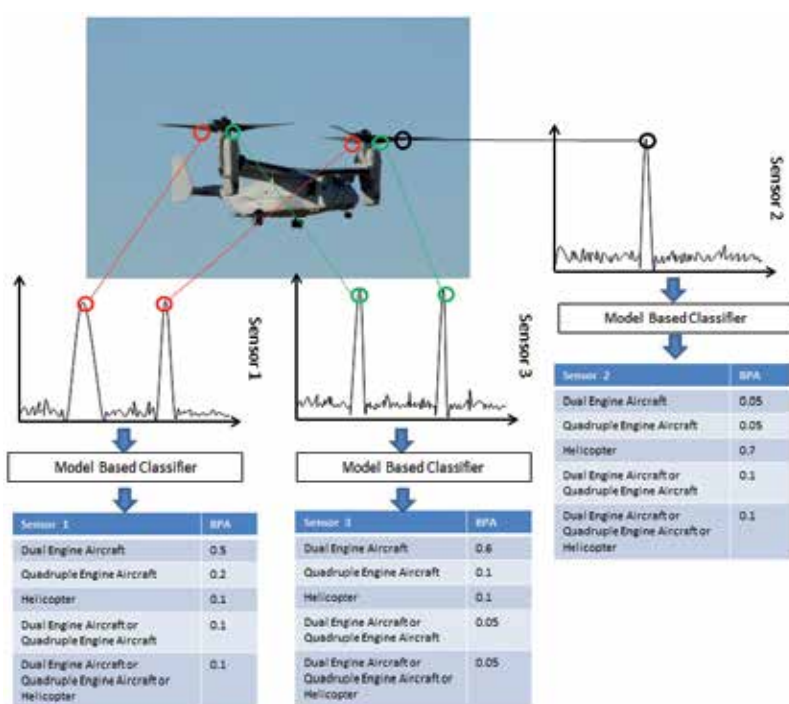 Sensor 2
Model Based Classifier
Sensor 2 BPA
Dual Engine Aircraft 0.05
Quadruple Engine Aircraft 0.05
Helicopter 0.7
Dual Engine Aircraft or 0.1
Quadruple Engine Aircraft
Dual Engine Aircraft or 0.1
Quadruple Engine Aircraft or
Helicopter
Sensor 1
Model Based Classifier
Sensor 1 BPA
Dual Engine Aircraft 0.5
Quadruple Engine Aircraft 0.2
Helicopter 0.1
Dual Engine Aircraft or 0.1
Quadruple Engine Aircraft
Dual Engine Aircraft or 0.1
Quadruple Engine Aircraft or
Helicopter
Sensor 3
Model Based Classifier
Sensor 3 BPA
Dual Engine Aircraft 0.6
Quadruple Engine Aircraft 0.1
Helicopter 0.1
Dual Engine Aircraft or 0.05
Quadruple Engine Aircraft
Dual Engine Aircraft or 0.05
Quadruple Engine Aircraft or
Helicopter